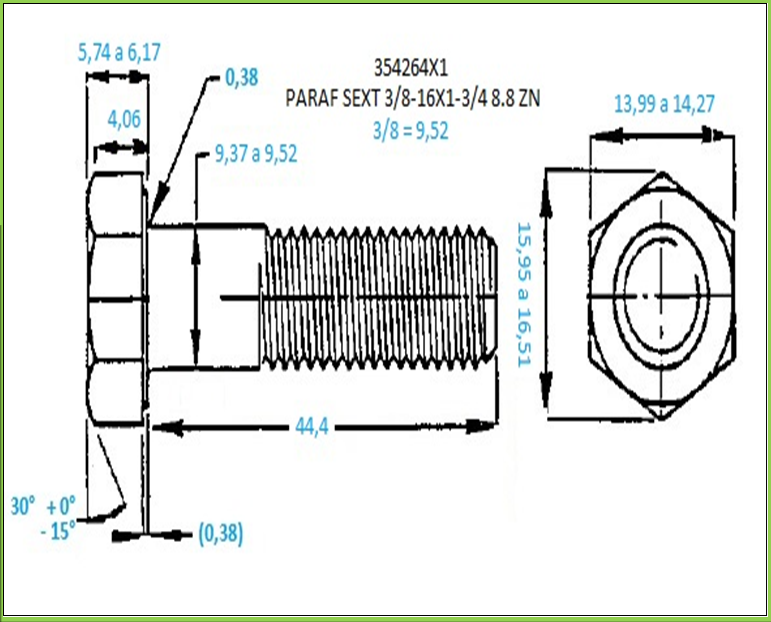 5,74 a 6,17
354264X1
0,38
PARAF SEXT 3/8-16X1-3/4 8.8 ZN
13,99 a 14,27
4,06
3/8 = 9,52
9,37 a 9,52
15,95 a 16,51
44,4
30° + 0°
- 15°
(0,38)